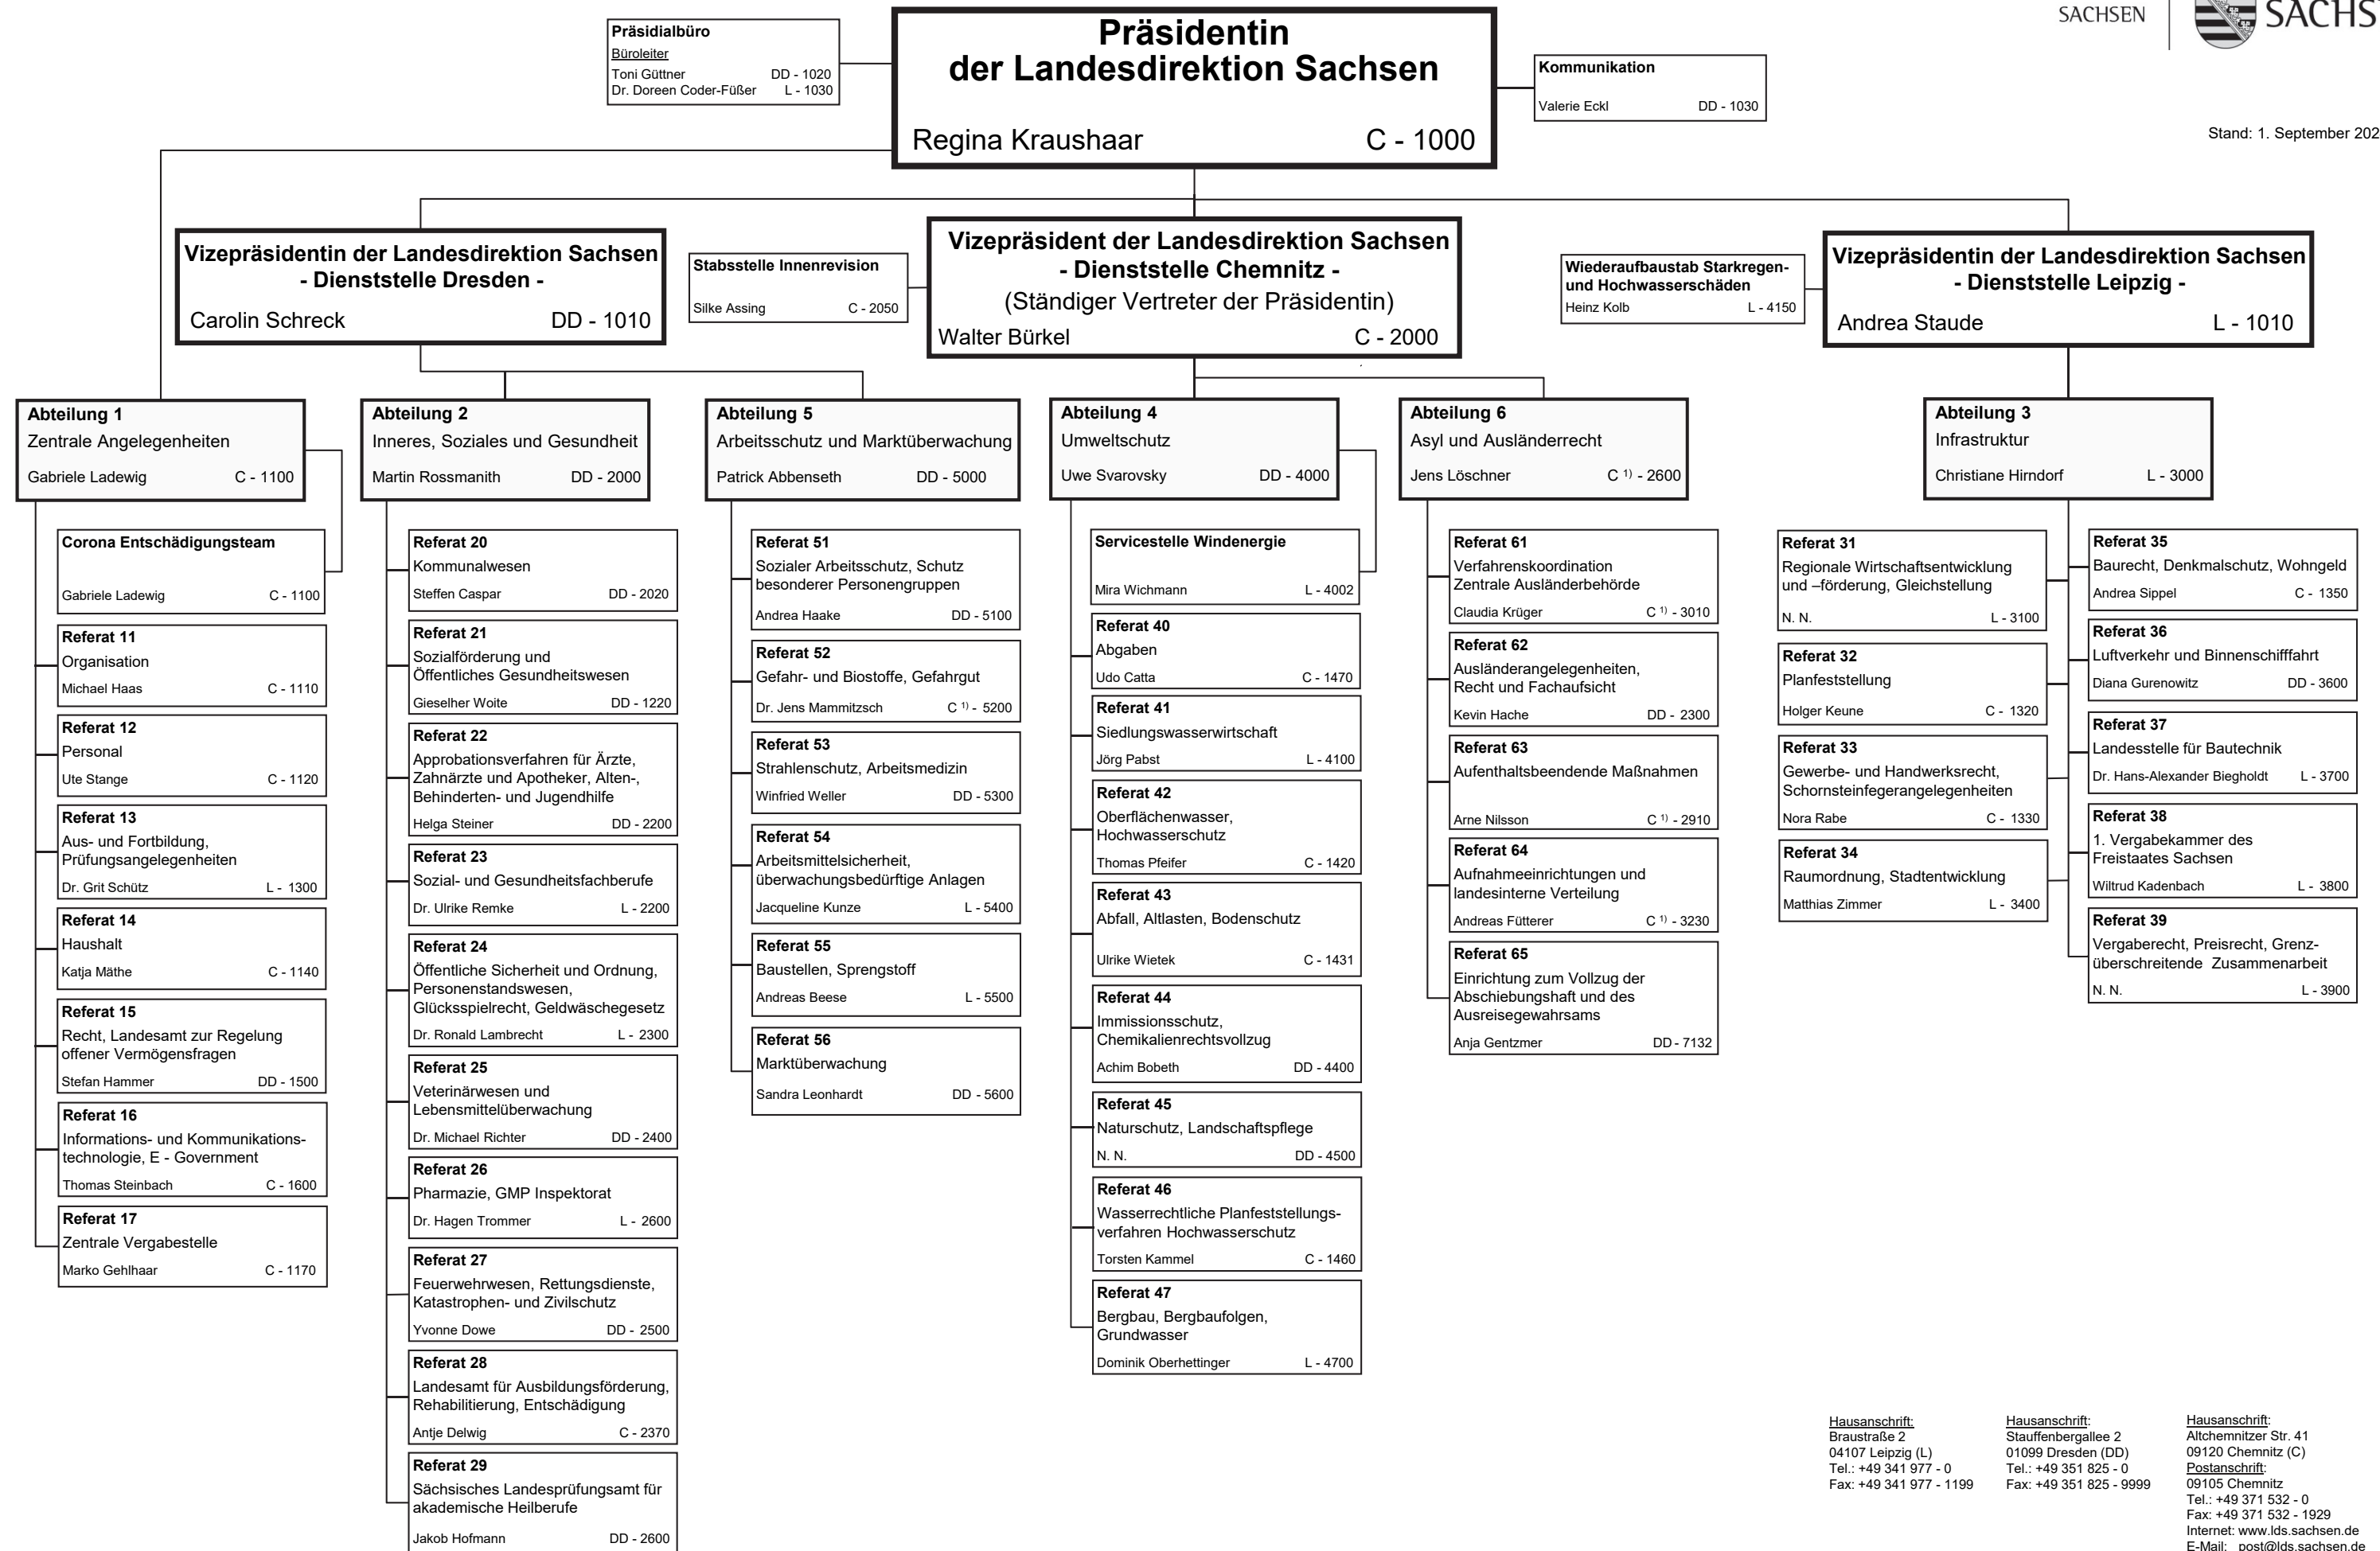 SACHSEN
Präsidialbüro
Büroleiter
Toni Güttner DD - 1020
Dr. Doreen Coder-Füßer L - 1030
Präsidentin
der Landesdirektion Sachsen
Regina Kraushaar C - 1000
Kommunikation
Valerie Eckl DD - 1030
Stand: 1. September 202
Vizepräsidentin der Landesdirektion Sachsen
- Dienststelle Dresden -
Carolin Schreck DD - 1010
Stabsstelle Innenrevision
Silke Assing C - 2050
Vizepräsident der Landesdirektion Sachsen
- Dienststelle Chemnitz -
(Ständiger Vertreter der Präsidentin)
Walter Bürkel C - 2000
Wiederaufbaustab Starkregen-
und Hochwasserschäden
Heinz Kolb L - 4150
Vizepräsidentin der Landesdirektion Sachsen
- Dienststelle Leipzig -
Andrea Staude L - 1010
Abteilung 1
Zentrale Angelegenheiten
Gabriele Ladewig C - 1100
Corona Entschädigungsteam
Gabriele Ladewig C - 1100
Referat 11
Organisation
Michael Haas C - 1110
Referat 12
Personal
Ute Stange C - 1120
Referat 13
Aus- und Fortbildung,
Prüfungsangelegenheiten
Dr. Grit Schütz L - 1300
Referat 14
Haushalt
Katja Mäthe C - 1140
Referat 15
Recht, Landesamt zur Regelung
offener Vermögensfragen
Stefan Hammer DD - 1500
Referat 16
Informations- und Kommunikations-
technologie, E - Government
Thomas Steinbach C - 1600
Referat 17
Zentrale Vergabestelle
Marko Gehlhaar C - 1170
Abteilung 2
Inneres, Soziales und Gesundheit
Martin Rossmanith DD - 2000
Referat 20
Kommunalwesen
Steffen Caspar DD - 2020
Referat 21
Sozialförderung und
Öffentliches Gesundheitswesen
Gieselher Woite DD - 1220
Referat 22
Approbationsverfahren für Ärzte,
Zahnärzte und Apotheker, Alten-,
Behinderten- und Jugendhilfe
Helga Steiner DD - 2200
Referat 23
Sozial- und Gesundheitsfachberufe
Dr. Ulrike Remke L - 2200
Referat 24
Öffentliche Sicherheit und Ordnung,
Personenstandswesen,
Glücksspielrecht, Geldwäschegesetz
Dr. Ronald Lambrecht L - 2300
Referat 25
Veterinärwesen und
Lebensmittelüberwachung
Dr. Michael Richter DD - 2400
Referat 26
Pharmazie, GMP Inspektorat
Dr. Hagen Trommer L - 2600
Referat 27
Feuerwehrwesen, Rettungsdienste,
Katastrophen- und Zivilschutz
Yvonne Dowe DD - 2500
Referat 28
Landesamt für Ausbildungsförderung,
Rehabilitierung, Entschädigung
Antje Delwig C - 2370
Referat 29
Sächsisches Landesprüfungsamt für
akademische Heilberufe
Jakob Hofmann DD - 2600
Abteilung 5
Arbeitsschutz und Marktüberwachung
Patrick Abbenseth DD - 5000
Referat 51
Sozialer Arbeitsschutz, Schutz
besonderer Personengruppen
Andrea Haake DD - 5100
Referat 52
Gefahr- und Biostoffe, Gefahrgut
Dr. Jens Mammitzsch C 1) - 5200
Referat 53
Strahlenschutz, Arbeitsmedizin
Winfried Weller DD - 5300
Referat 54
Arbeitsmittelsicherheit,
überwachungsbedürftige Anlagen
Jacqueline Kunze L - 5400
Referat 55
Baustellen, Sprengstoff
Andreas Beese L - 5500
Referat 56
Marktüberwachung
Sandra Leonhardt DD - 5600
Abteilung 4
Umweltschutz
Uwe Svarovsky DD - 4000
Servicestelle Windenergie
Mira Wichmann L - 4002
Referat 40
Abgaben
Udo Catta C - 1470
Referat 41
Siedlungswasserwirtschaft
Jörg Pabst L - 4100
Referat 42
Oberflächenwasser,
Hochwasserschutz
Thomas Pfeifer C - 1420
Referat 43
Abfall, Altlasten, Bodenschutz
Ulrike Wietek C - 1431
Referat 44
Immissionsschutz,
Chemikalienrechtsvollzug
Achim Bobeth DD - 4400
Referat 45
Naturschutz, Landschaftspflege
N. N. DD - 4500
Referat 46
Wasserrechtliche Planfeststellungs-
verfahren Hochwasserschutz
Torsten Kammel C - 1460
Referat 47
Bergbau, Bergbaufolgen,
Grundwasser
Dominik Oberhettinger L - 4700
Abteilung 6
Asyl und Ausländerrecht
Jens Löschner C 1) - 2600
Referat 61
Verfahrenskoordination
Zentrale Ausländerbehörde
Claudia Krüger C 1) - 3010
Referat 62
Ausländerangelegenheiten,
Recht und Fachaufsicht
Kevin Hache DD - 2300
Referat 63
Aufenthaltsbeendende Maßnahmen
Arne Nilsson C 1) - 2910
Referat 64
Aufnahmeeinrichtungen und
landesinterne Verteilung
Andreas Fütterer C 1) - 3230
Referat 65
Einrichtung zum Vollzug der
Abschiebungshaft und des
Ausreisegewahrsams
Anja Gentzmer DD - 7132
Abteilung 3
Infrastruktur
Christiane Hirndorf L - 3000
Referat 31
Regionale Wirtschaftsentwicklung
und –förderung, Gleichstellung
N. N. L - 3100
Referat 32
Planfeststellung
Holger Keune C - 1320
Referat 33
Gewerbe- und Handwerksrecht,
Schornsteinfegerangelegenheiten
Nora Rabe C - 1330
Referat 34
Raumordnung, Stadtentwicklung
Matthias Zimmer L - 3400
Referat 35
Baurecht, Denkmalschutz, Wohngeld
Andrea Sippel C - 1350
Referat 36
Luftverkehr und Binnenschifffahrt
Diana Gurenowitz DD - 3600
Referat 37
Landesstelle für Bautechnik
Dr. Hans-Alexander Biegholdt L - 3700
Referat 38
1. Vergabekammer des
Freistaates Sachsen
Wiltrud Kadenbach L - 3800
Referat 39
Vergaberecht, Preisrecht, Grenz-
überschreitende Zusammenarbeit
N. N. L - 3900
Hausanschrift:
Braustraße 2
04107 Leipzig (L)
Tel.: +49 341 977 - 0
Fax: +49 341 977 - 1199
Hausanschrift:
Stauffenbergallee 2
01099 Dresden (DD)
Tel.: +49 351 825 - 0
Fax: +49 351 825 - 9999
Hausanschrift:
Altchemnitzer Str. 41
09120 Chemnitz (C)
Postanschrift:
09105 Chemnitz
Tel.: +49 371 532 - 0
Fax: +49 371 532 - 1929
Internet: www.lds.sachsen.de
E-Mail: post@lds.sachsen.de